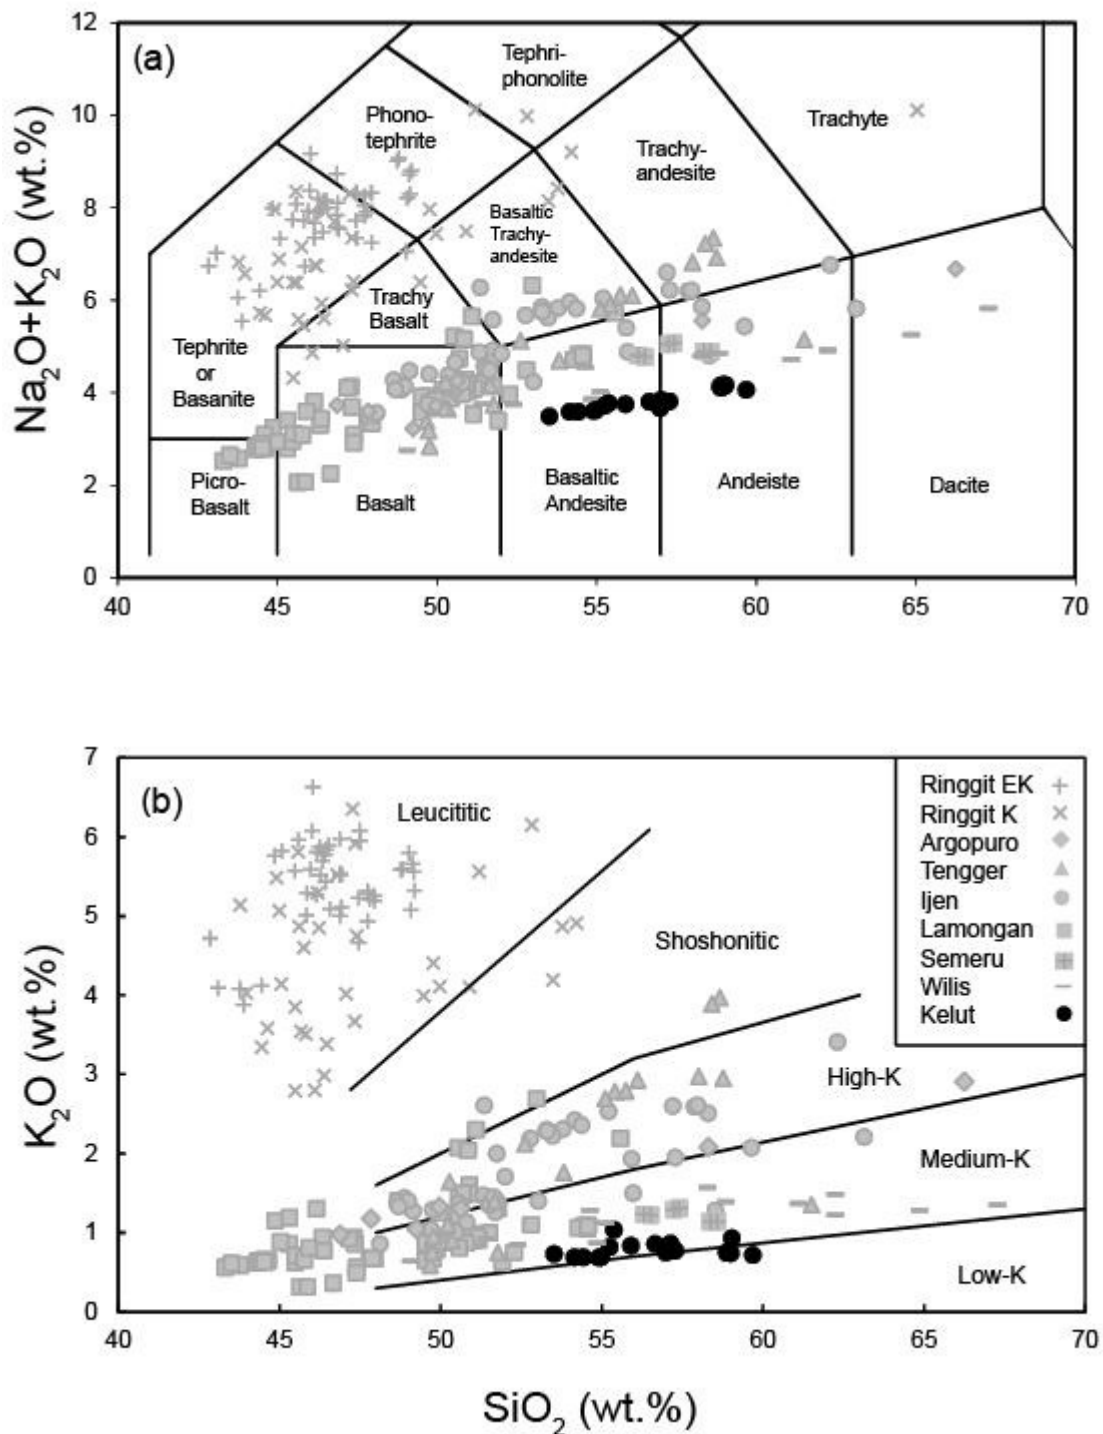 (a)
12
10
8
6
4
2
0
Na₂O+K₂O (wt.%)
Tephri-
phonolite
Phono-
tephrite
Trachyte
Trachy-
andesite
Basaltic
Trachy-
andesite
Trachy
Basalt
Tephrite
or
Basanite
Picro-
Basalt
Basalt
Basaltic
Andesite
Andeiste
Dacite
40 45 50 55 60 65 70
(b)
7
6
5
4
3
2
1
0
K₂O (wt.%)
Leucititic
Shoshonitic
High-K
Medium-K
Low-K
Ringgit EK
Ringgit K
Argopuro
Tengger
Ijen
Lamongan
Semeru
Wilis
Kelut
40 45 50 55 60 65 70
SiO₂ (wt.%)